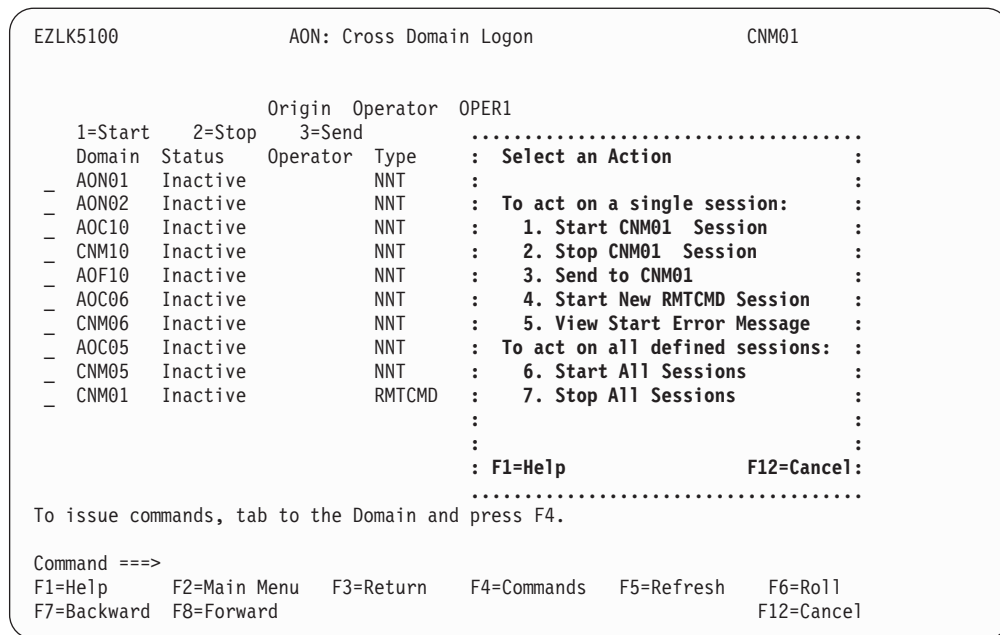 EZLK5100 AON: Cross Domain Logon CNM01
Origin Operator OPER1
1=Start 2=Stop 3=Send .....................................
Domain Status Operator Type : Select an Action :
_ AON01 Inactive NNT : :
_ AON02 Inactive NNT : To act on a single session: :
_ AOC10 Inactive NNT : 1. Start CNM01 Session :
_ CNM10 Inactive NNT : 2. Stop CNM01 Session :
_ AOF10 Inactive NNT : 3. Send to CNM01 :
_ AOC06 Inactive NNT : 4. Start New RMTCMD Session :
_ CNM06 Inactive NNT : 5. View Start Error Message :
_ AOC05 Inactive NNT : To act on all defined sessions: :
_ CNM05 Inactive NNT : 6. Start All Sessions :
_ CNM01 Inactive RMTCMD : 7. Stop All Sessions :
: :
: :
: F1=Help F12=Cancel:
.....................................
To issue commands, tab to the Domain and press F4.
Command ===>
F1=Help F2=Main Menu F3=Return F4=Commands F5=Refresh F6=Roll
F7=Backward F8=Forward F12=Cancel